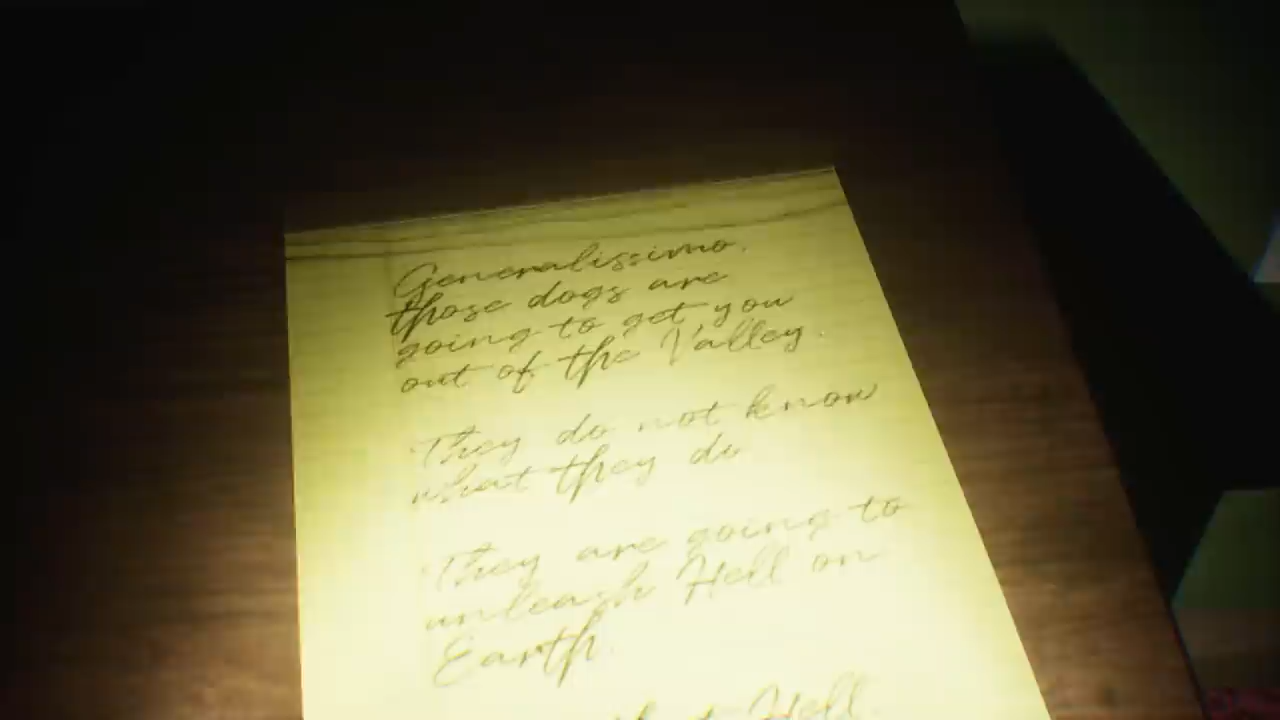 Generalissimo.
those dogs are
going to get you
out of the Valley.
They do not know
what they do
They are going to
unleash Hell on
Earth.
Hell.